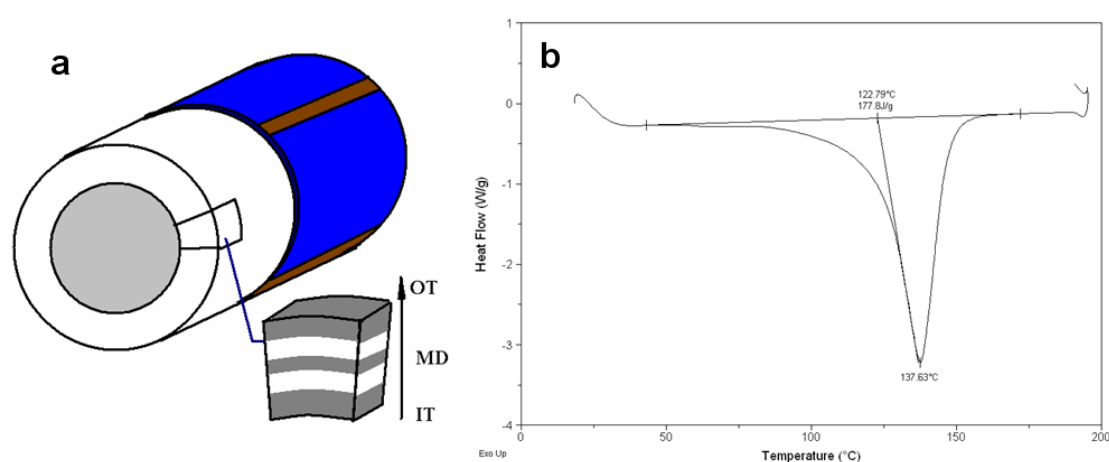 a
OT
MD
IT
b
1
0
-1
-2
-3
-4
Heat Flow (W/g)
122.79°C
177.8J/g
137.63°C
0
50
100
150
200
Exo Up
Temperature (°C)